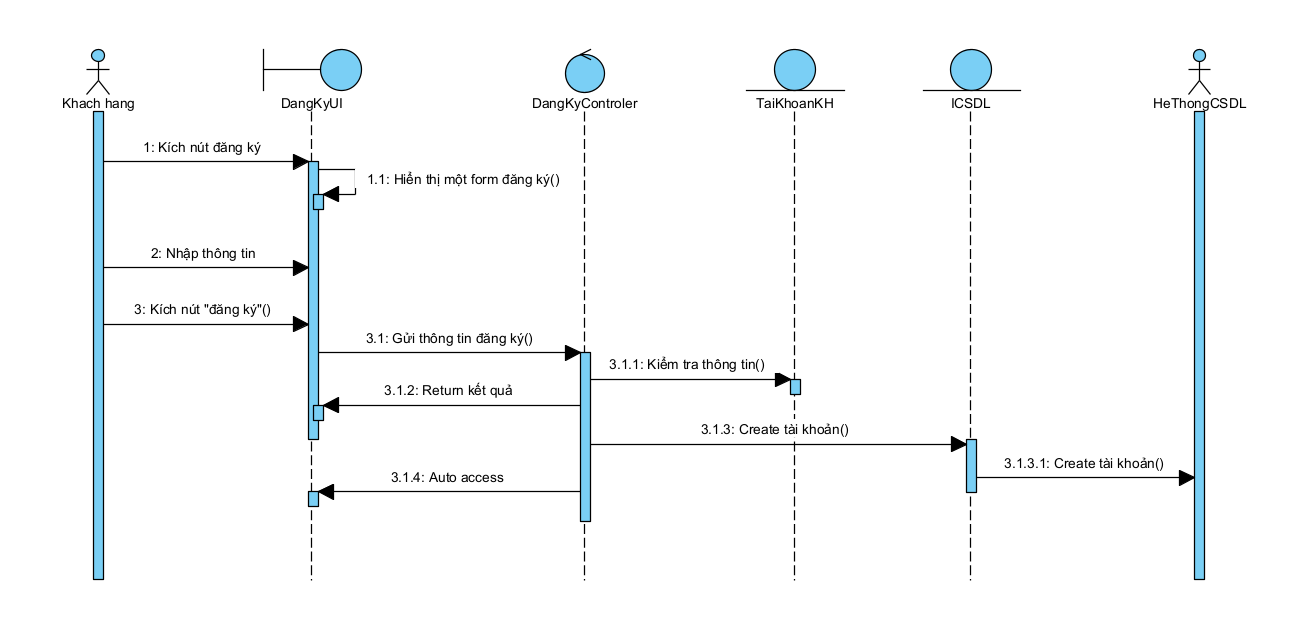 Khach hang
DangKyUI
DangKyControler
TaiKhoanKH
ICSDL
HeThongCSDL
1: Kích nút đăng ký
1.1: Hiển thị một form đăng ký()
2: Nhập thông tin
3: Kích nút "đăng ký"()
3.1: Gửi thông tin đăng ký()
3.1.1: Kiểm tra thông tin()
3.1.2: Return kết quả
3.1.3: Create tài khoản()
3.1.3.1: Create tài khoản()
3.1.4: Auto access